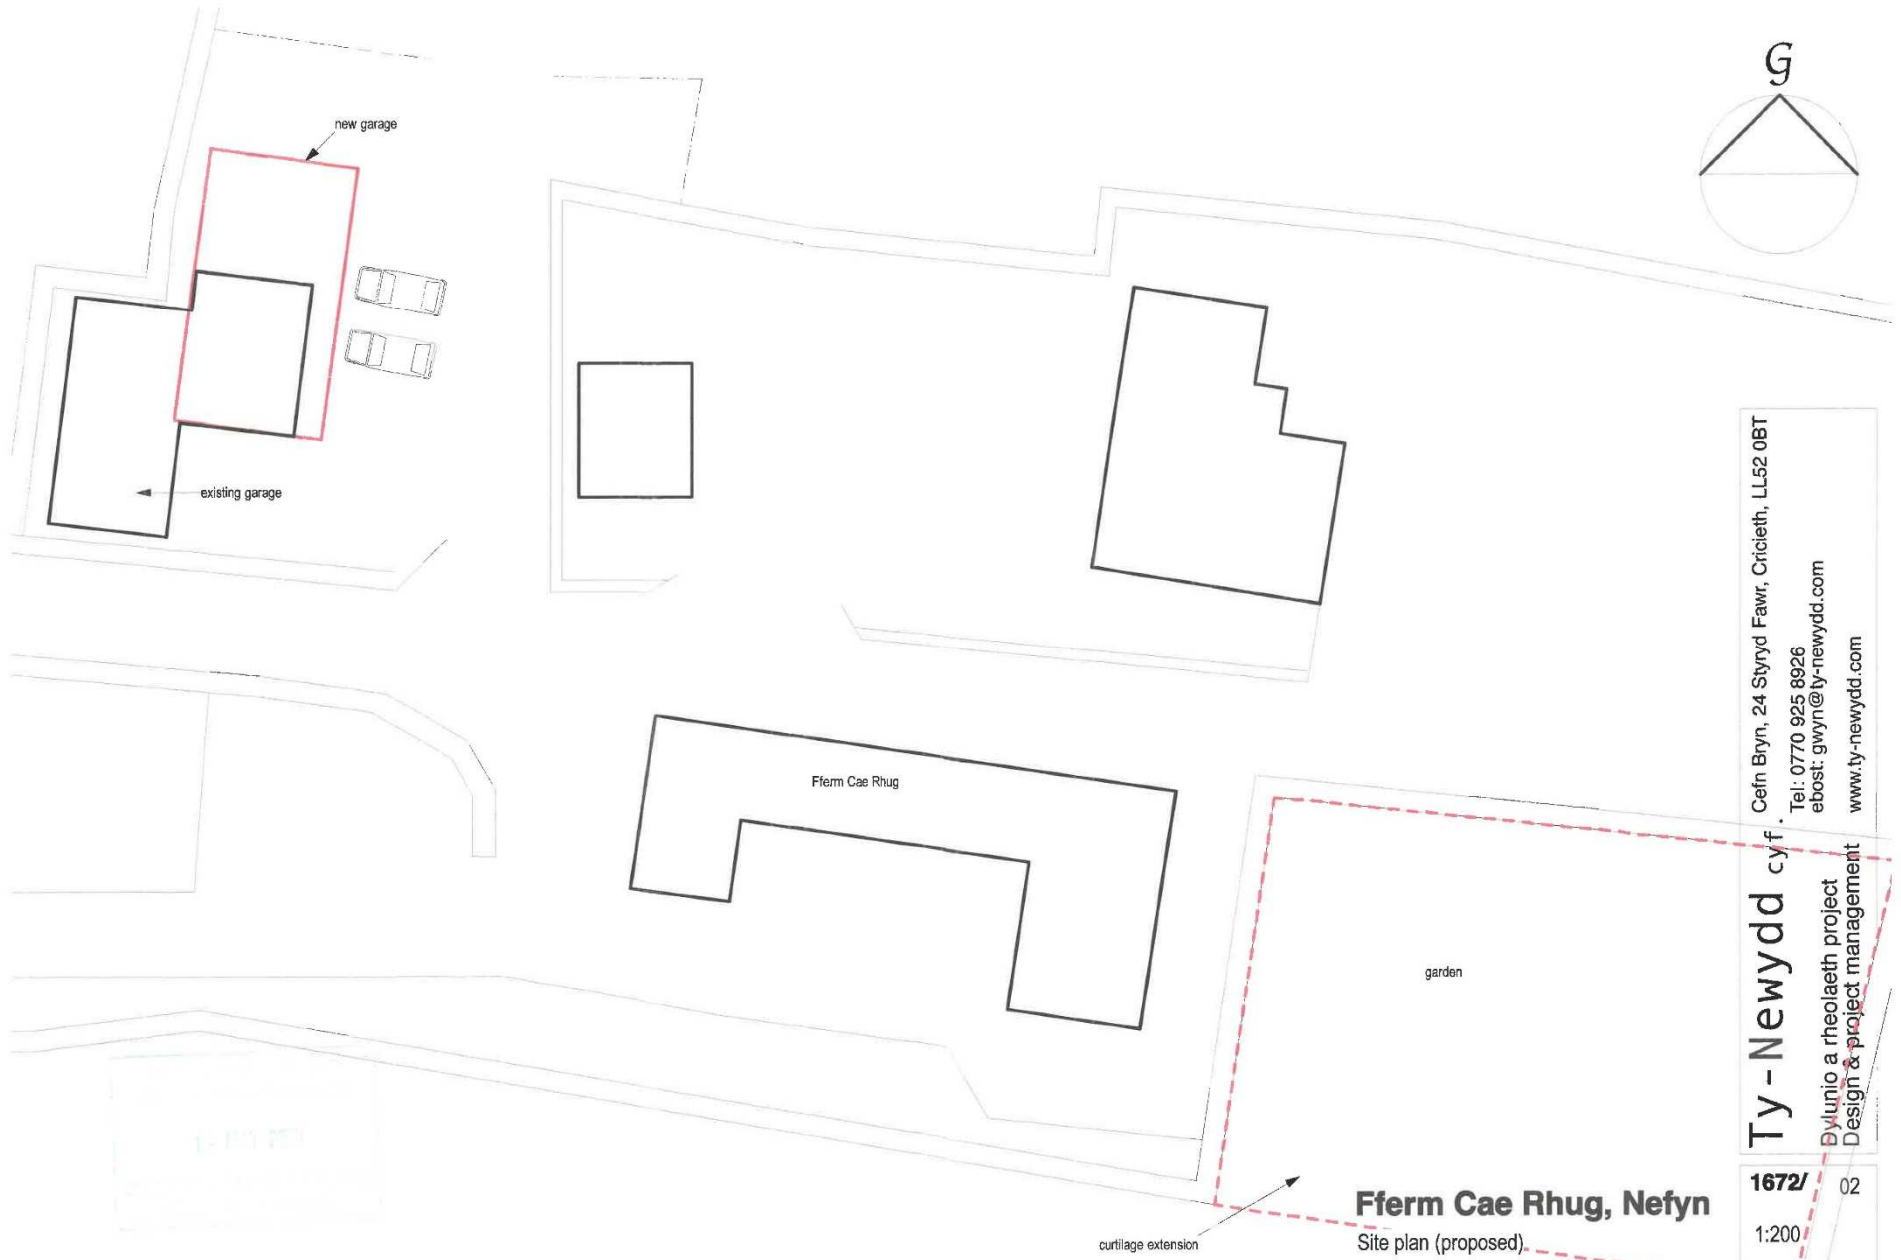 G
new garage
existing garage
Fferm Cae Rhug
garden
curtilage extension
Fferm Cae Rhug, Nefyn
Site plan (proposed)
Ty-Newydd cyf.
Cefn Bryn, 24 Styryd Fawr, Cricieth, LL52 0BT
Tel: 0770 925 8926
ebost: gwyn@ty-newydd.com
Dylunio a rheolaeth project
Design & project management www.ty-newydd.com
1672/ 02
1:200